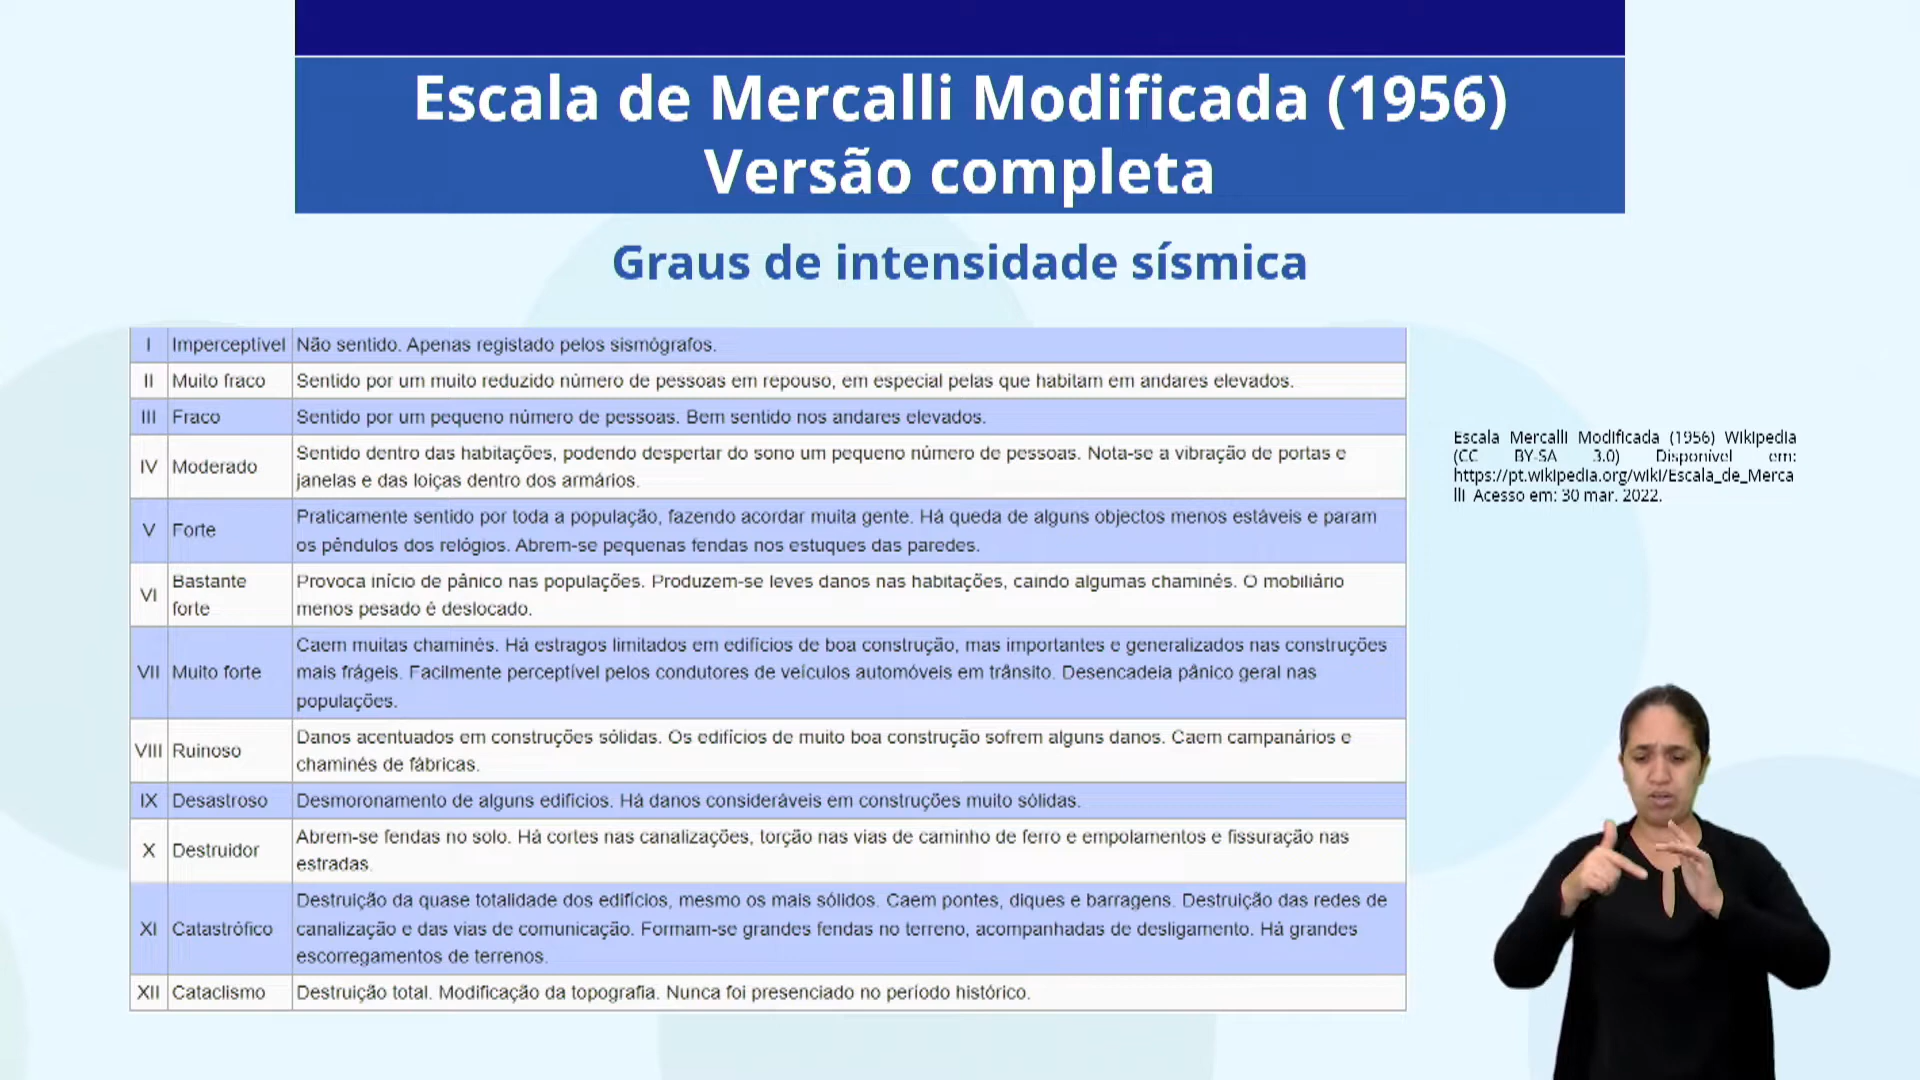 Escala de Mercalli Modificada (1956)
Versão completa
Graus de intensidade sísmica
I Imperceptível Não sentido. Apenas registado pelos sismógrafos.
II Muito fraco Sentido por um muito reduzido número de pessoas em repouso, em especial pelas que habitam em andares elevados.
III Fraco Sentido por um pequeno número de pessoas. Bem sentido nos andares elevados.
IV Moderado Sentido dentro das habitações, podendo despertar do sono um pequeno número de pessoas. Nota-se a vibração de portas e
janelas e das loiças dentro dos armários.
V Forte Praticamente sentido por toda a população, fazendo acordar muita gente. Há queda de alguns objectos menos estáveis e param
os pêndulos dos relógios. Abrem-se pequenas fendas nos estuques das paredes.
VI Bastante forte Provoca início de pânico nas populações. Produzem-se leves danos nas habitações, caindo algumas chaminés. O mobiliário
menos pesado é deslocado.
VII Muito forte Caem muitas chaminés. Há estragos limitados em edifícios de boa construção, mas importantes e generalizados nas construções
mais frágeis. Facilmente perceptível pelos condutores de veículos automóveis em trânsito. Desencadeia pânico geral nas
populações.
VIII Ruinoso Danos acentuados em construções sólidas. Os edifícios de muito boa construção sofrem alguns danos. Caem campanários e
chaminés de fábricas.
IX Desastroso Desmoronamento de alguns edifícios. Há danos consideráveis em construções muito sólidas.
X Destruidor Abrem-se fendas no solo. Há cortes nas canalizações, torção nas vias de caminho de ferro e empolamentos e fissuração nas
estradas.
XI Catastrófico Destruição da quase totalidade dos edifícios, mesmo os mais sólidos. Caem pontes, diques e barragens. Destruição das redes de
canalização e das vias de comunicação. Formam-se grandes fendas no terreno, acompanhadas de desligamento. Há grandes
escorregamentos de terrenos.
XII Cataclismo Destruição total. Modificação da topografia. Nunca foi presenciado no período histórico.
Escala Mercalli Modificada (1956) Wikipedia
(CC BY-SA 3.0) Disponível em:
https://pt.wikipedia.org/wiki/Escala_de_Merca
lli Acesso em: 30 mar. 2022.